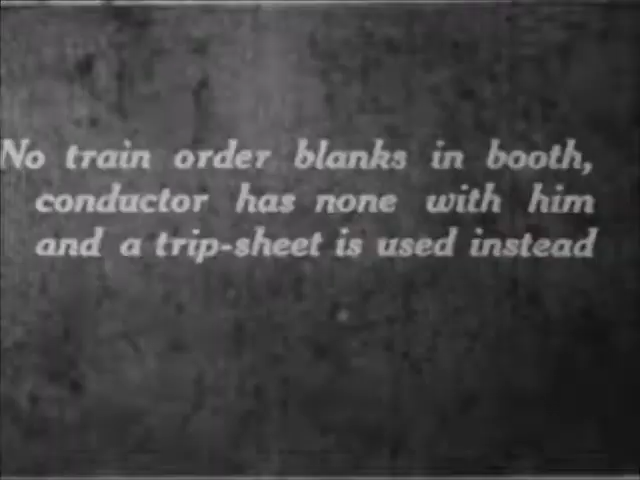 No train order blanks in booth,
conductor has none with him
and a trip-sheet is used instead